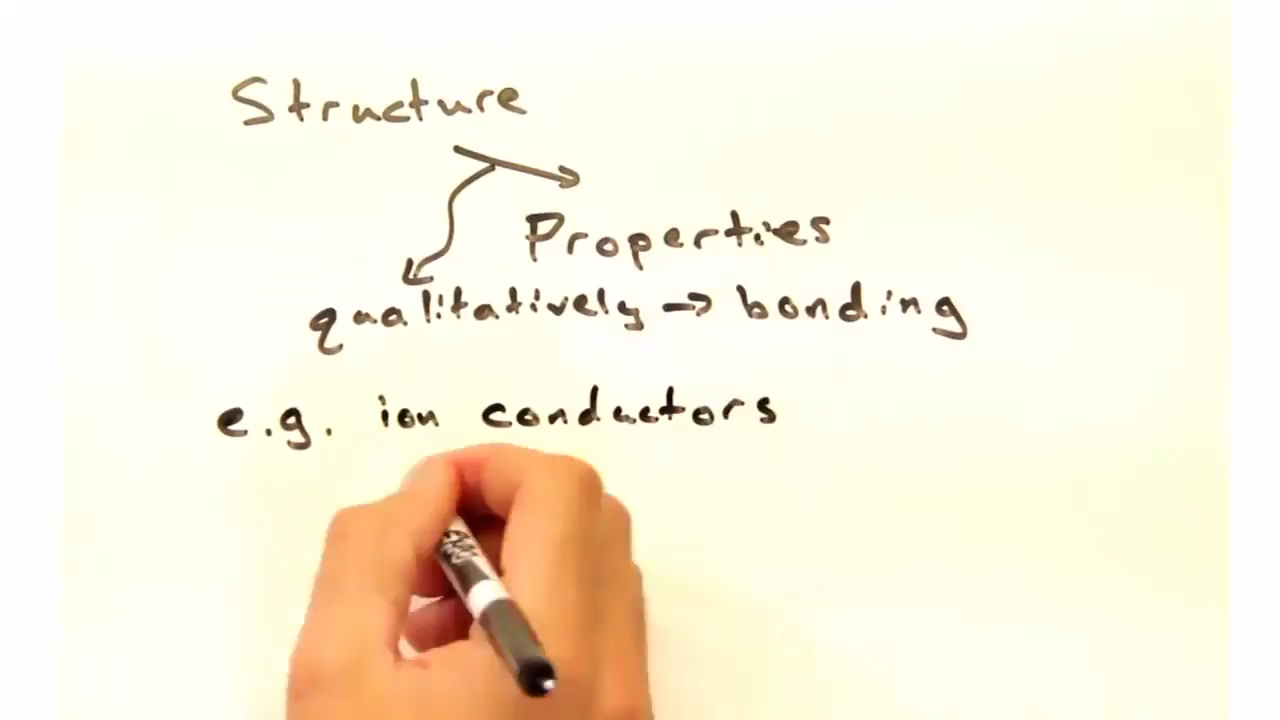 Structure
Properties
qualitatively → bonding
e.g. ion conductors